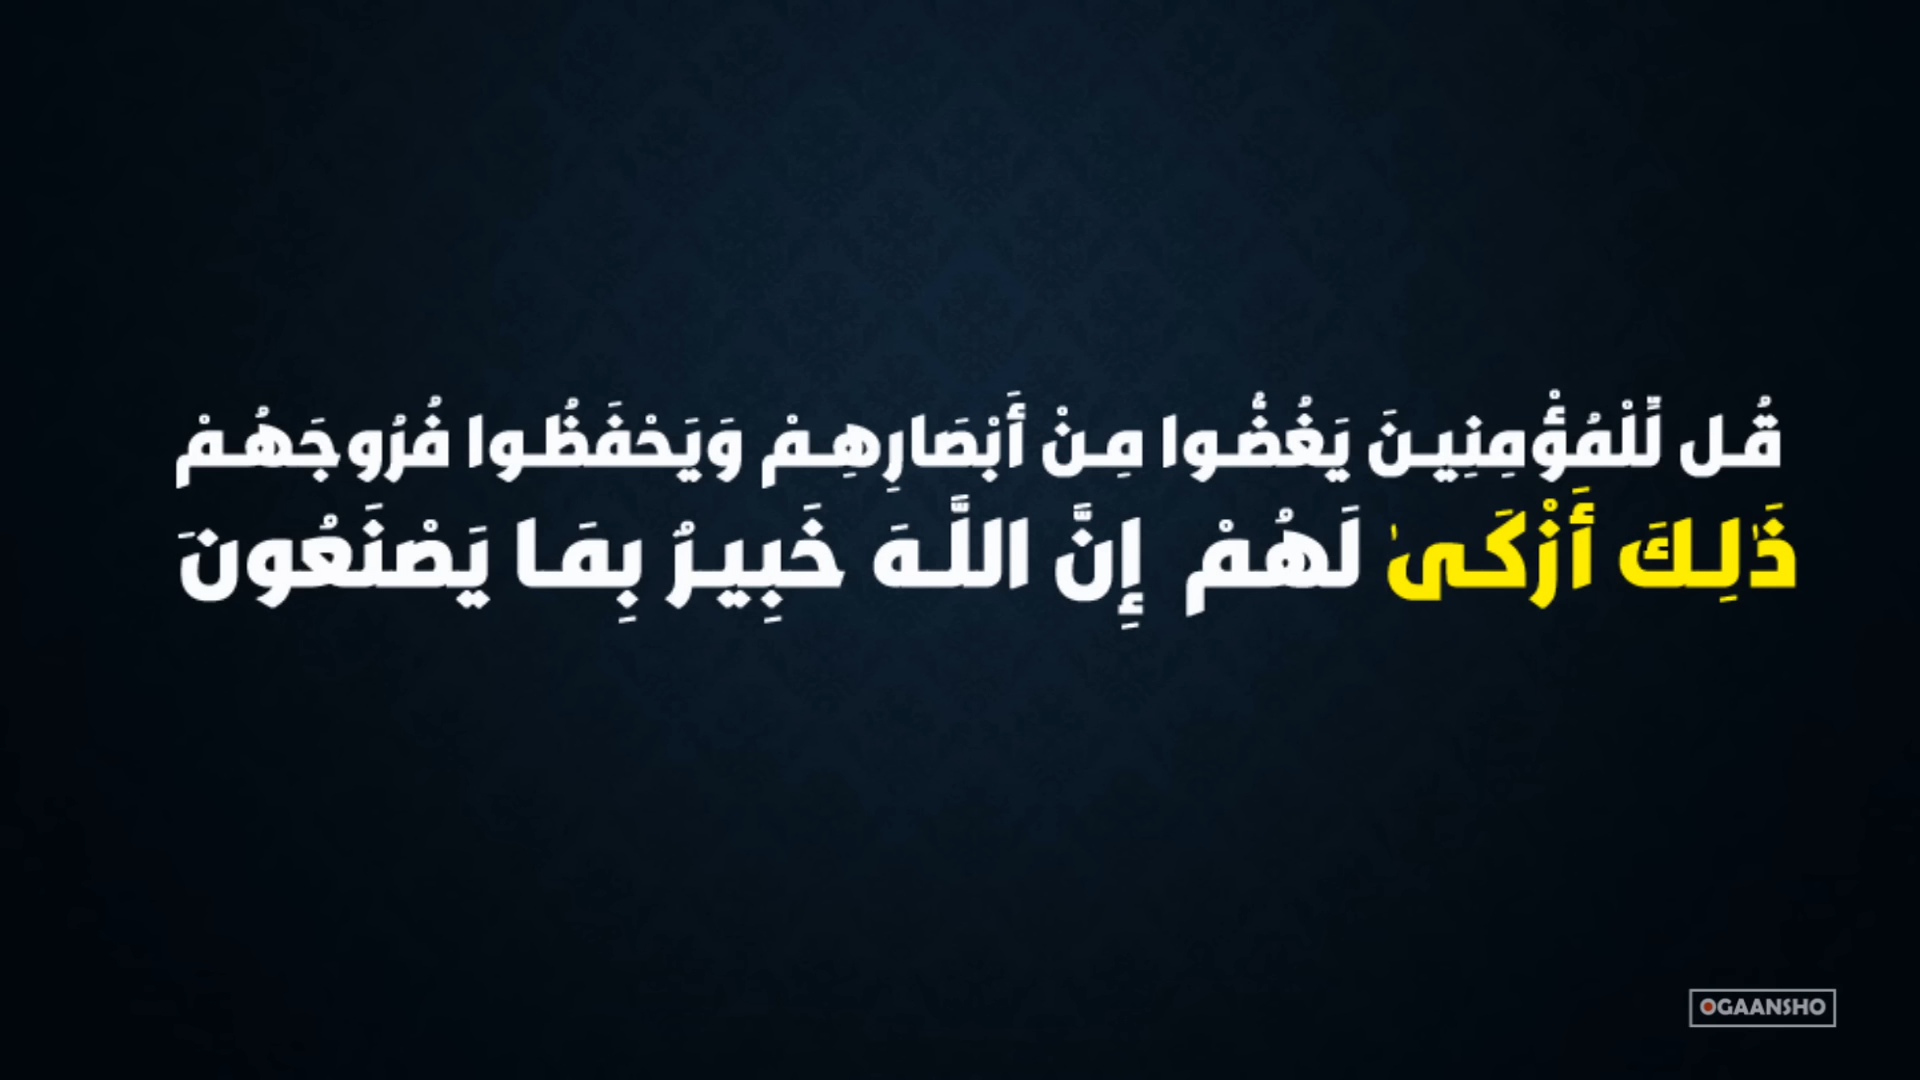 قُل لِّلْمُؤْمِنِينَ يَغُضُّوا مِنْ أَبْصَارِهِمْ وَيَحْفَظُوا فُرُوجَهُمْ
ذَٰلِكَ أَزْكَىٰ لَهُمْ إِنَّ اللَّهَ خَبِيرٌ بِمَا يَصْنَعُونَ
OGAANSHO